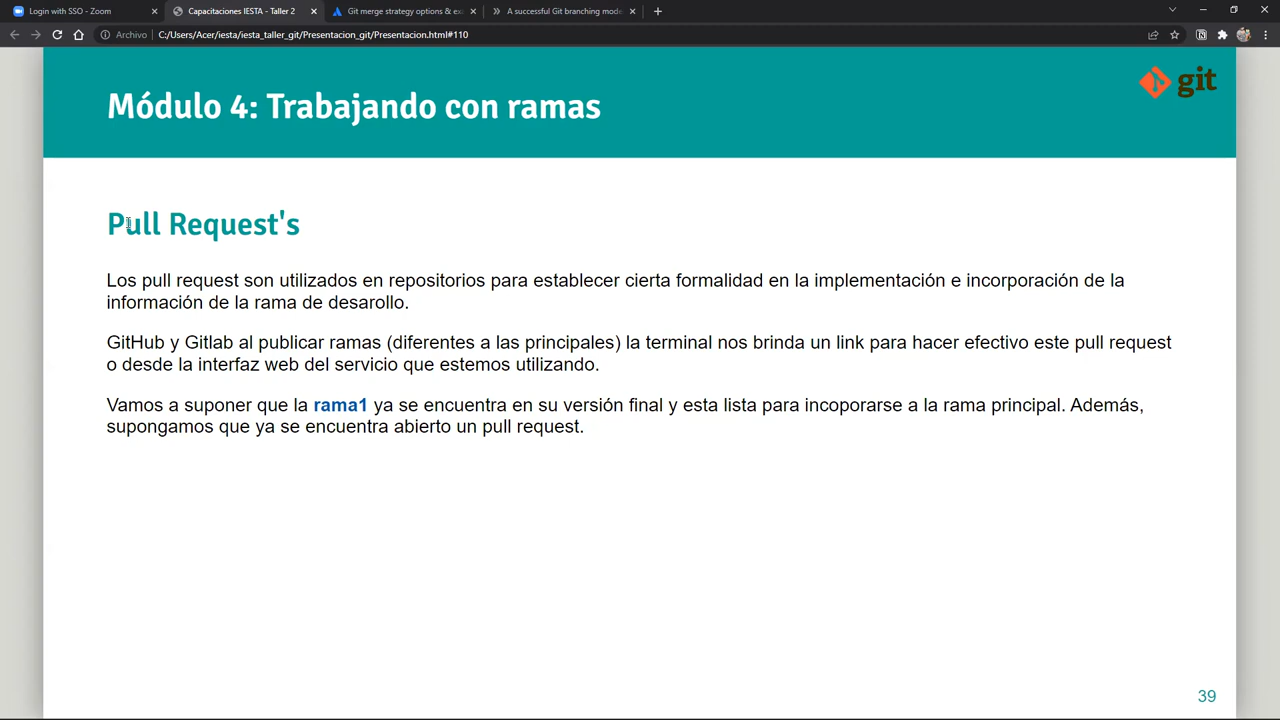 Login with SSO - Zoom
Capacitaciones IESTA - Taller 2
Git merge strategy options & ex
A successful Git branching mode
Archivo
C:/Users/Acer/iesta/iesta_taller_git/Presentacion_git/Presentacion.html#110
Módulo 4: Trabajando con ramas
git
Pull Request's
Los pull request son utilizados en repositorios para establecer cierta formalidad en la implementación e incorporación de la
información de la rama de desarollo.
GitHub y Gitlab al publicar ramas (diferentes a las principales) la terminal nos brinda un link para hacer efectivo este pull request
o desde la interfaz web del servicio que estemos utilizando.
Vamos a suponer que la rama1 ya se encuentra en su versión final y esta lista para incoporarse a la rama principal. Además,
supongamos que ya se encuentra abierto un pull request.
39